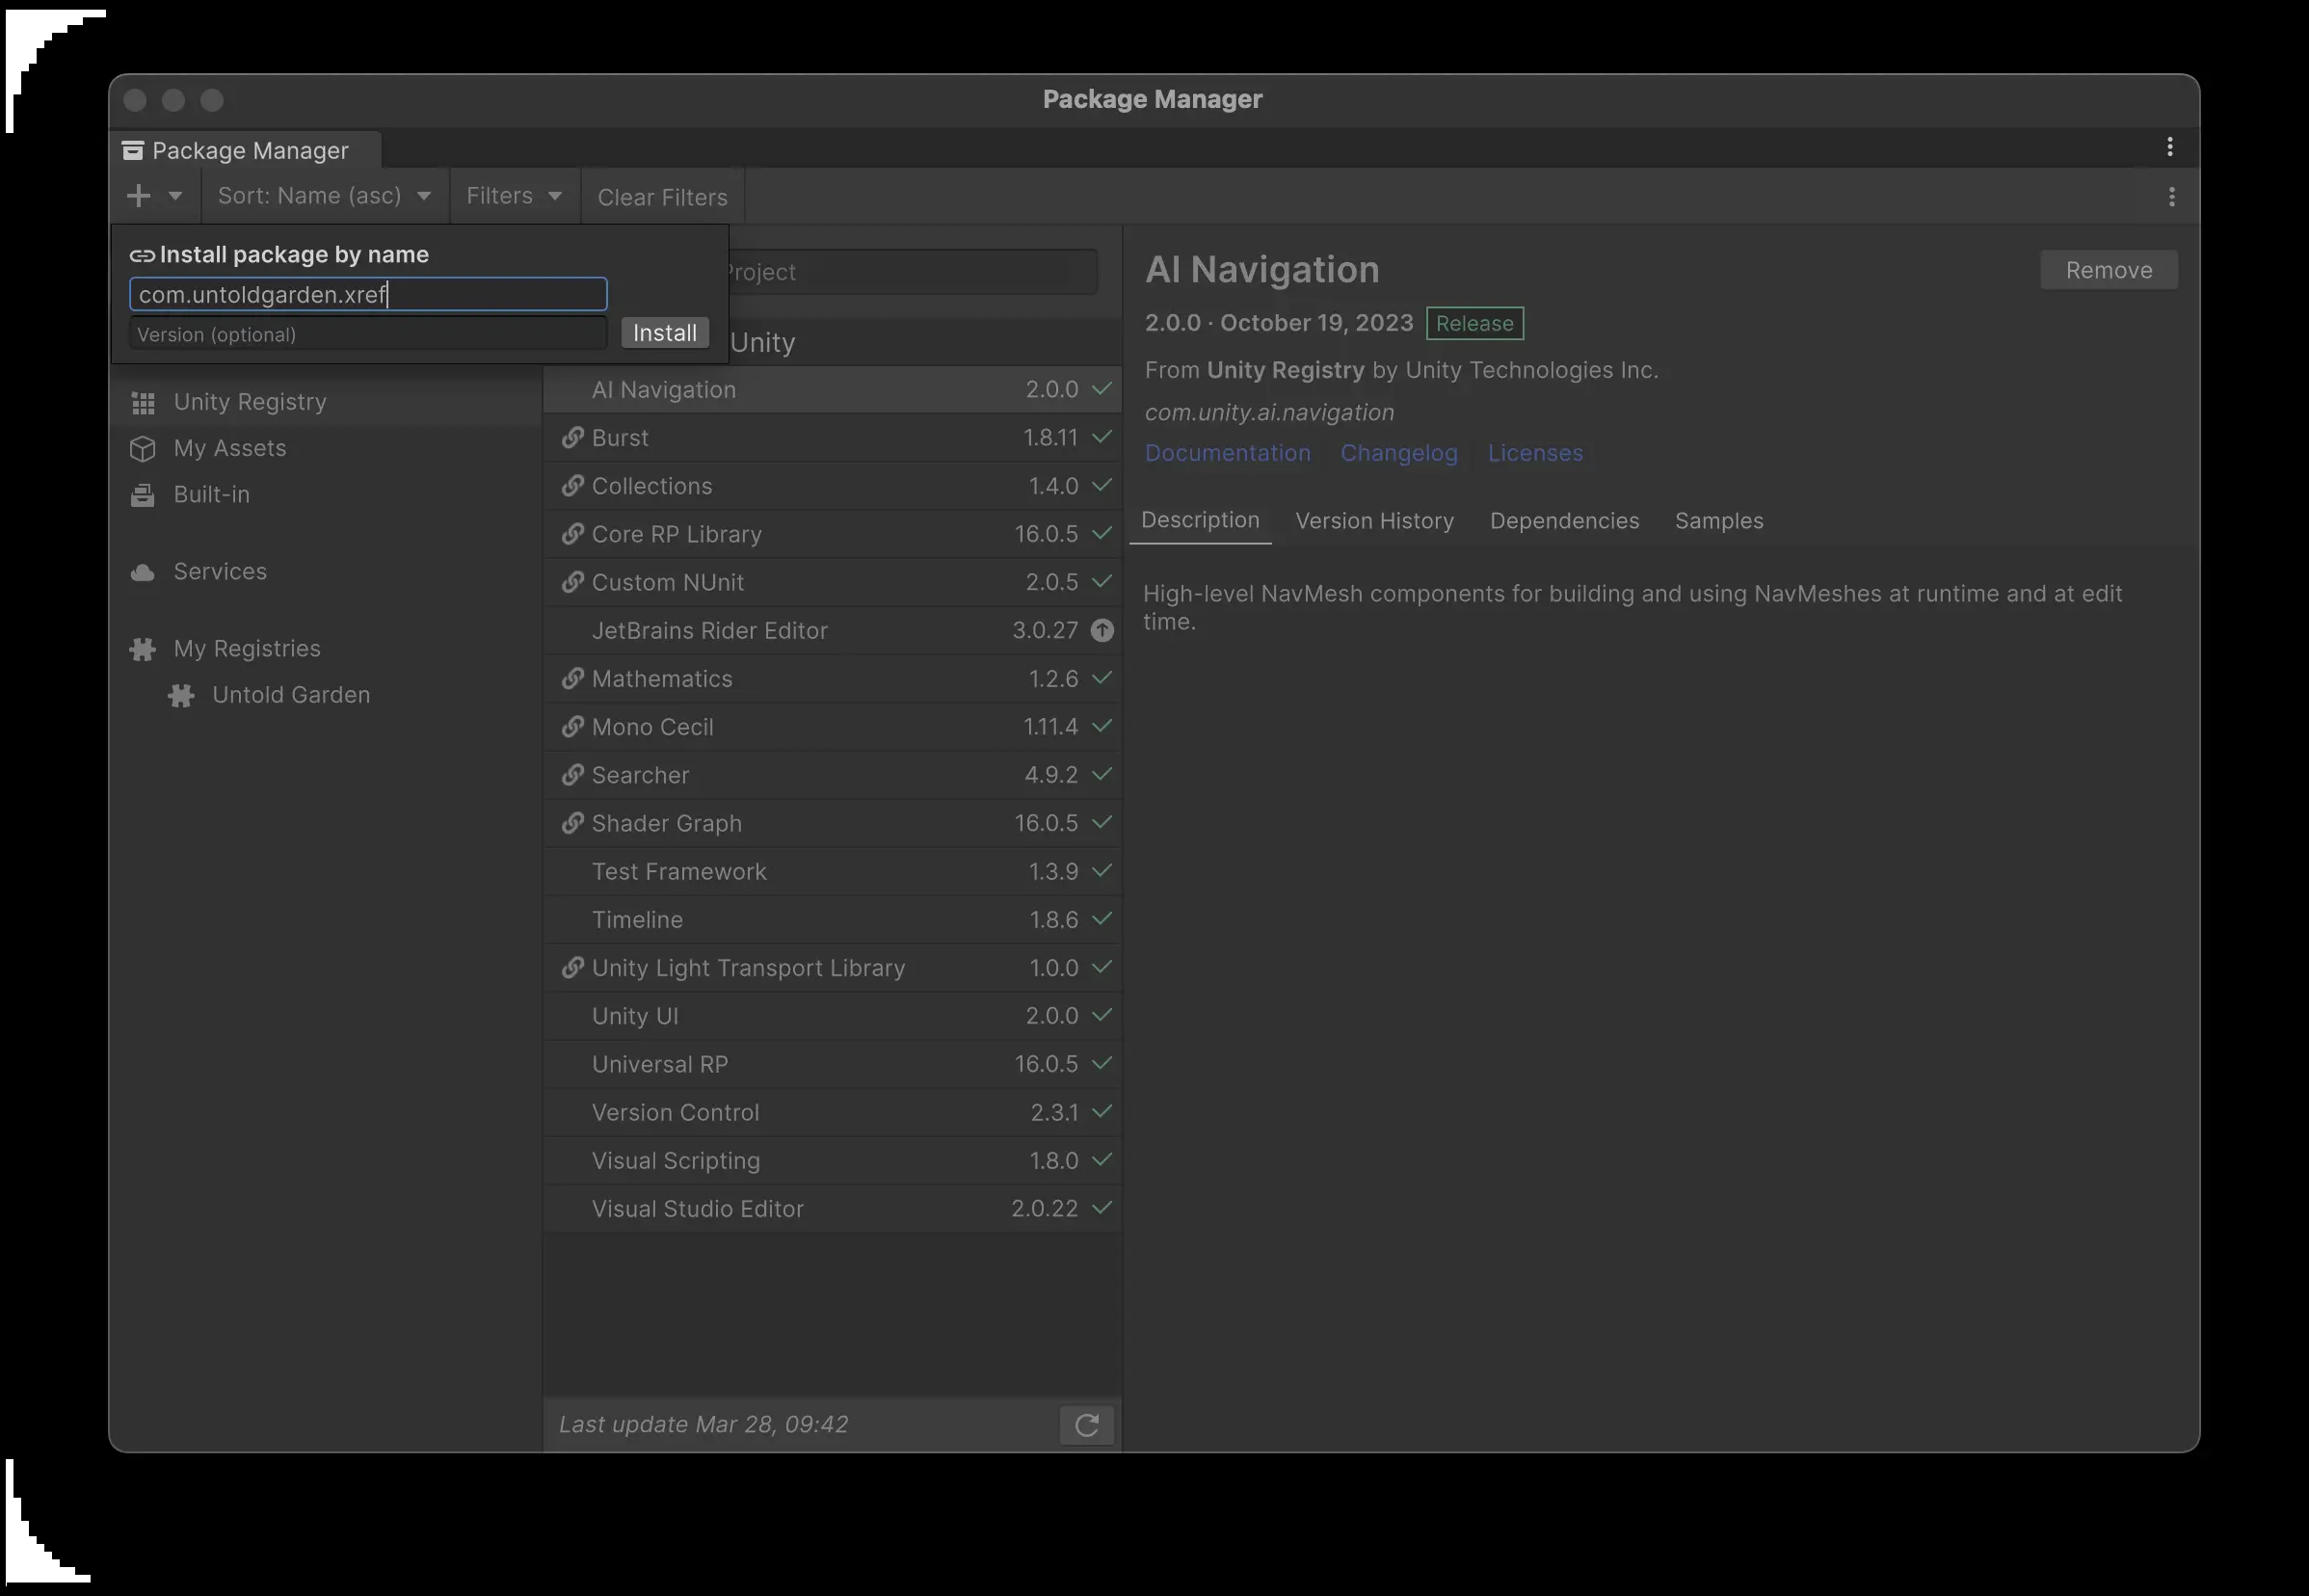 Package Manager
Package Manager
Sort: Name (asc)
Filters
Clear Filters
Install package by name
com.untoldgarden.xref
Version (optional)
Install
Unity Registry
My Assets
Built-in
Services
My Registries
Untold Garden
Project
Unity
AI Navigation 2.0.0
Burst 1.8.11
Collections 1.4.0
Core RP Library 16.0.5
Custom NUnit 2.0.5
JetBrains Rider Editor 3.0.27
Mathematics 1.2.6
Mono Cecil 1.11.4
Searcher 4.9.2
Shader Graph 16.0.5
Test Framework 1.3.9
Timeline 1.8.6
Unity Light Transport Library 1.0.0
Unity UI 2.0.0
Universal RP 16.0.5
Version Control 2.3.1
Visual Scripting 1.8.0
Visual Studio Editor 2.0.22
Last update Mar 28, 09:42
AI Navigation
Remove
2.0.0 · October 19, 2023 Release
From Unity Registry by Unity Technologies Inc.
com.unity.ai.navigation
Documentation Changelog Licenses
Description Version History Dependencies Samples
High-level NavMesh components for building and using NavMeshes at runtime and at edit
time.